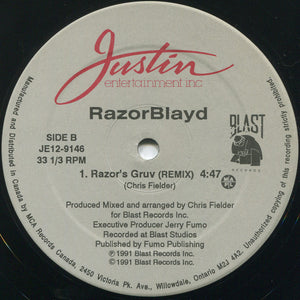 Justin
entertainment inc
RazorBlayd
SIDE B
JE12-9146
33 1/3 RPM
BLAST
RECORDS
1. Razor's Gruv (REMIX) 4:47
(Chris Fielder)
Produced Mixed and arranged by Chris Fielder
for Blast Records Inc.
Executive Producer Jerry Fumo
Recorded at Blast Studios
Published by Fumo Publishing
Ⓟ1991 Blast Records Inc.
©1991 Blast Records Inc.
Manufactured and Distributed in Canada by MCA Records Canada, 2450 Victoria Pk. Ave., Willowdale, Ontario M2J 4A2. Unauthorized copying of this record strictly prohibited.